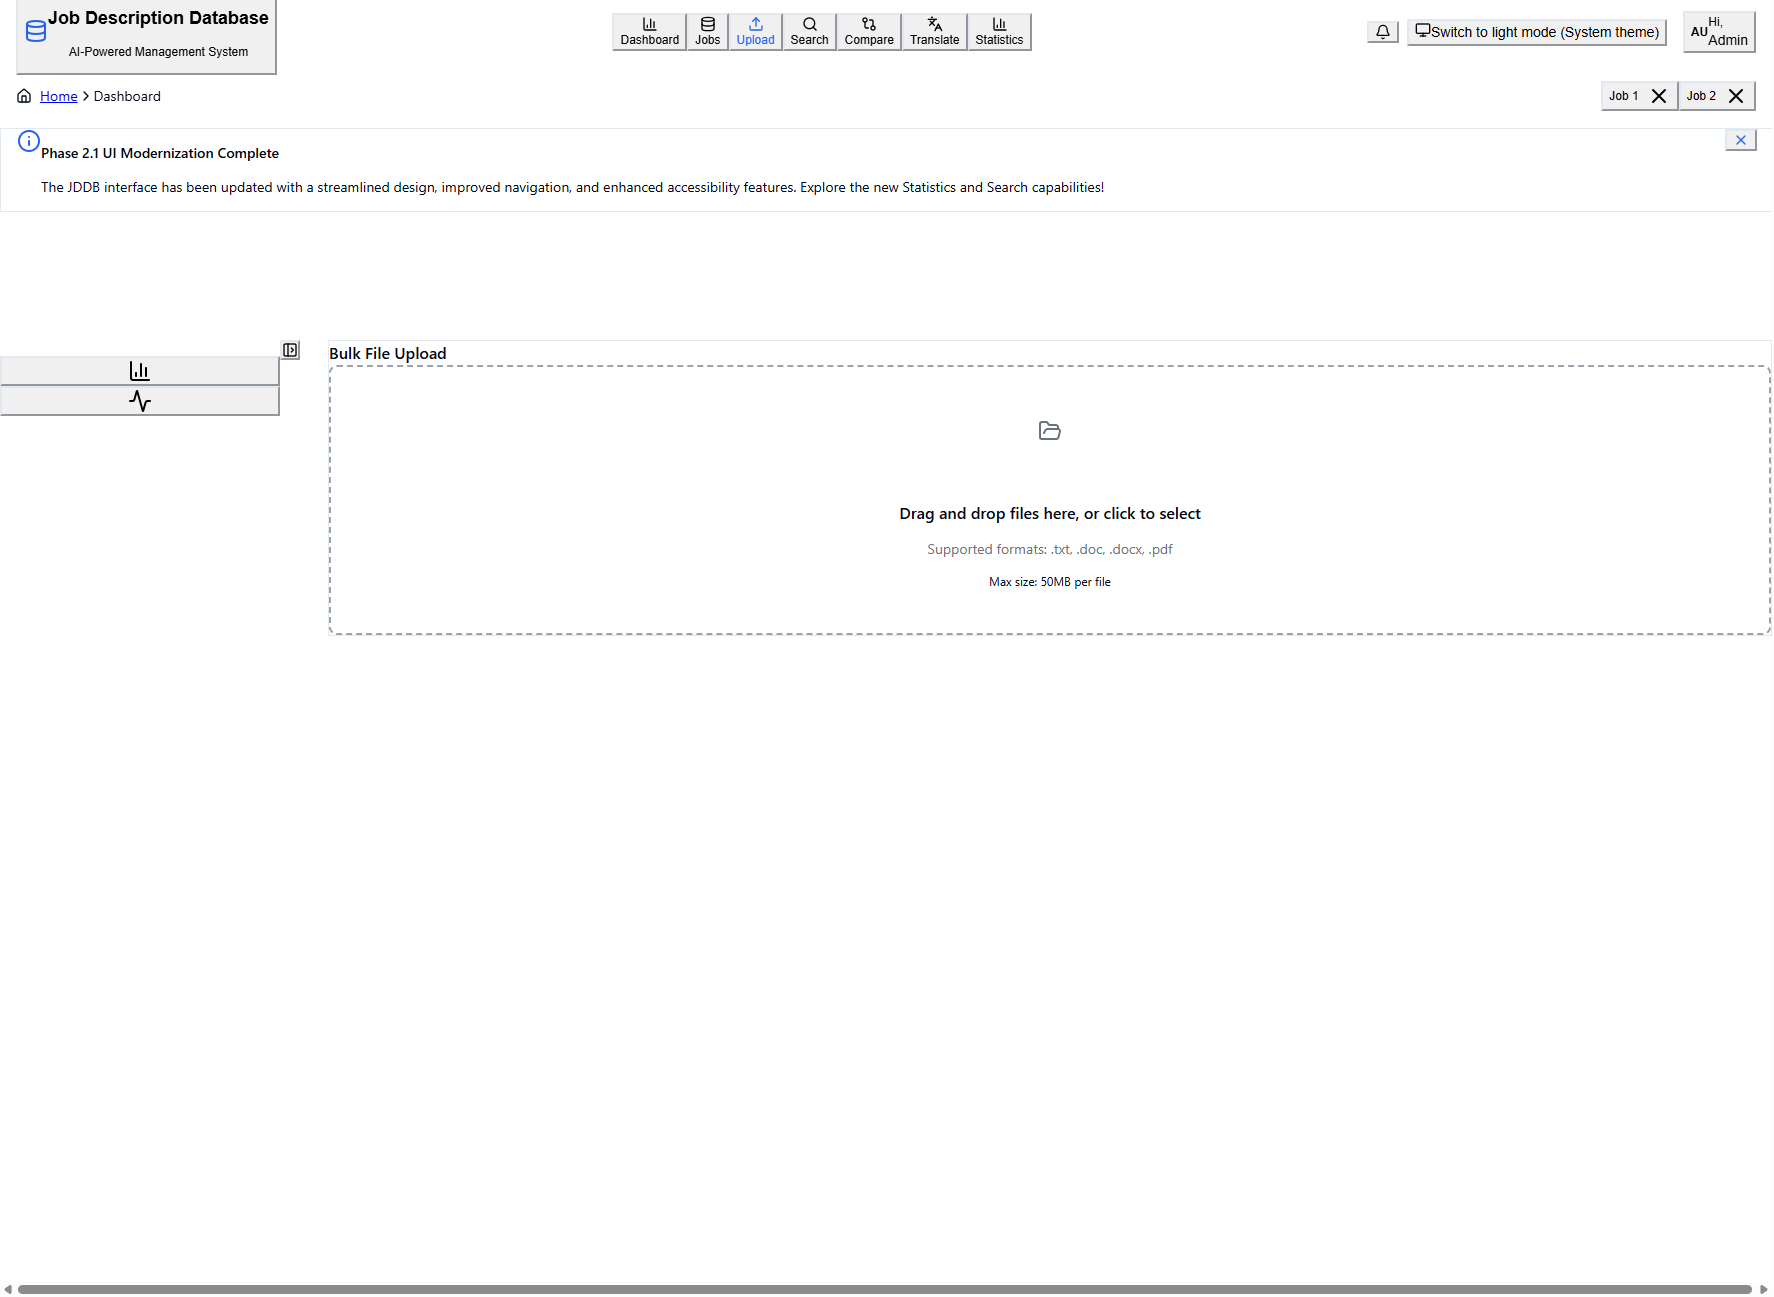 Job Description Database
AI-Powered Management System
Dashboard
Jobs
Upload
Search
Compare
Translate
Statistics
Switch to light mode (System theme)
AU
Hi,
Admin
Home
Dashboard
Job 1
Job 2
Phase 2.1 UI Modernization Complete
The JDDB interface has been updated with a streamlined design, improved navigation, and enhanced accessibility features. Explore the new Statistics and Search capabilities!
Bulk File Upload
Drag and drop files here, or click to select
Supported formats: .txt, .doc, .docx, .pdf
Max size: 50MB per file